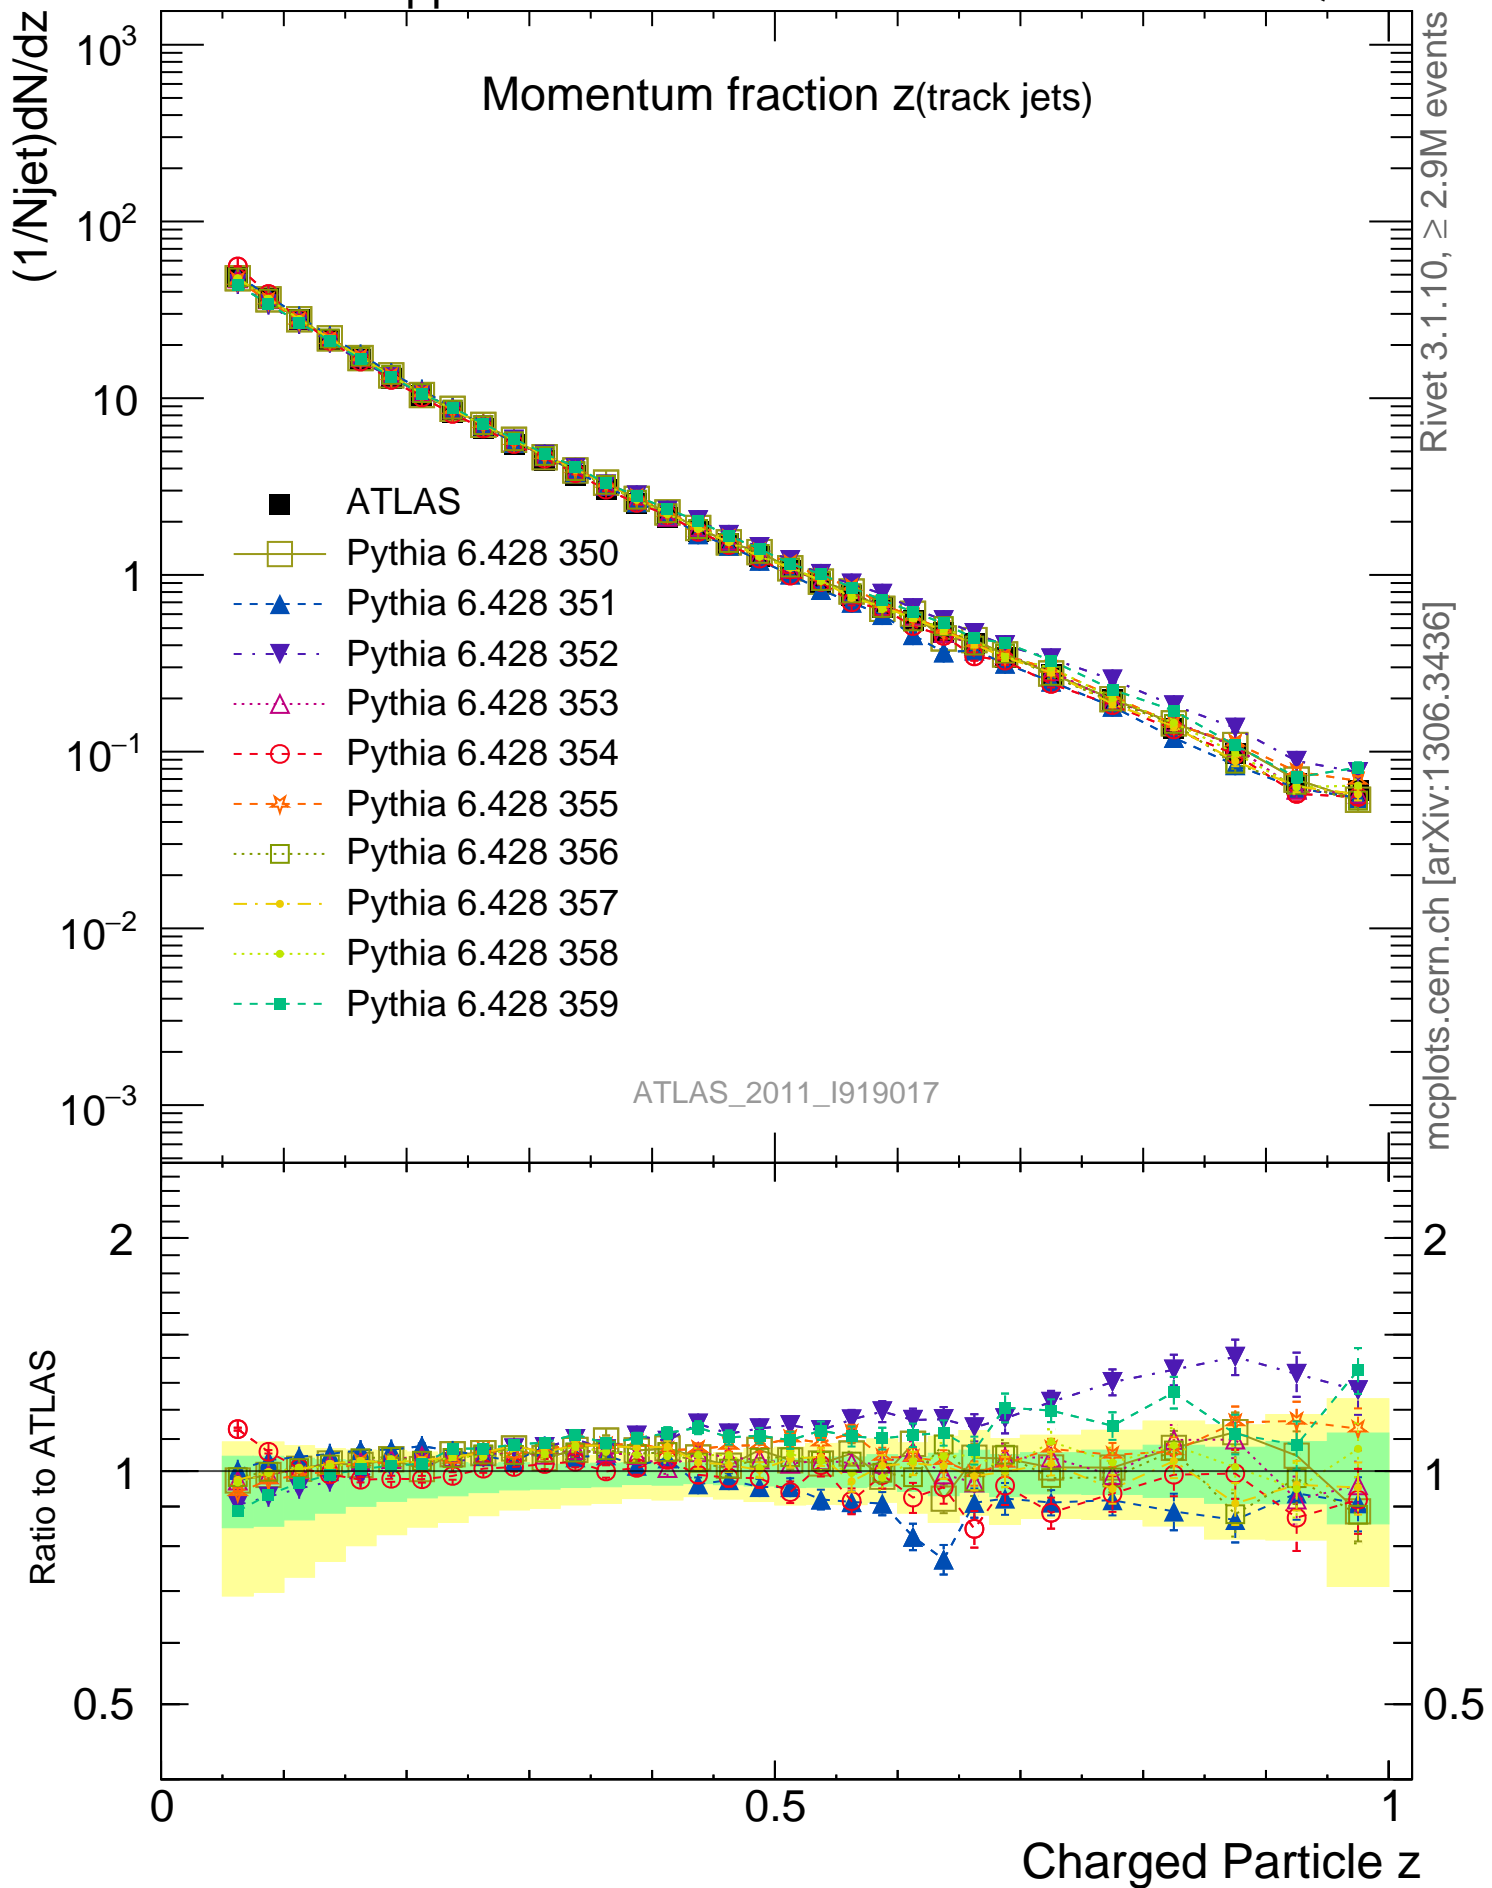 (1/Njet)dN/dz
Momentum fraction z(track jets)
10³
10²
10
1
10⁻¹
10⁻²
10⁻³
ATLAS
Pythia 6.428 350
Pythia 6.428 351
Pythia 6.428 352
Pythia 6.428 353
Pythia 6.428 354
Pythia 6.428 355
Pythia 6.428 356
Pythia 6.428 357
Pythia 6.428 358
Pythia 6.428 359
ATLAS_2011_I919017
Rivet 3.1.10, ≥ 2.9M events
mcplots.cern.ch [arXiv:1306.3436]
Ratio to ATLAS
2
1
0.5
2
1
0.5
0
0.5
1
Charged Particle z